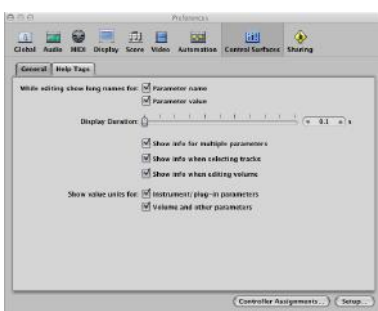 Preferences
Global Audio MIDI Display Score Video Automation Control Surfaces Sharing
General Help Tags
While editing show long names for: Parameter name
Parameter value
Display Duration: 0.1 s
Show info for multiple parameters
Show info when selecting tracks
Show info when editing volume
Show value units for: Instrument/plug-in parameters
Volume and other parameters
Controller Assignments... Setup...